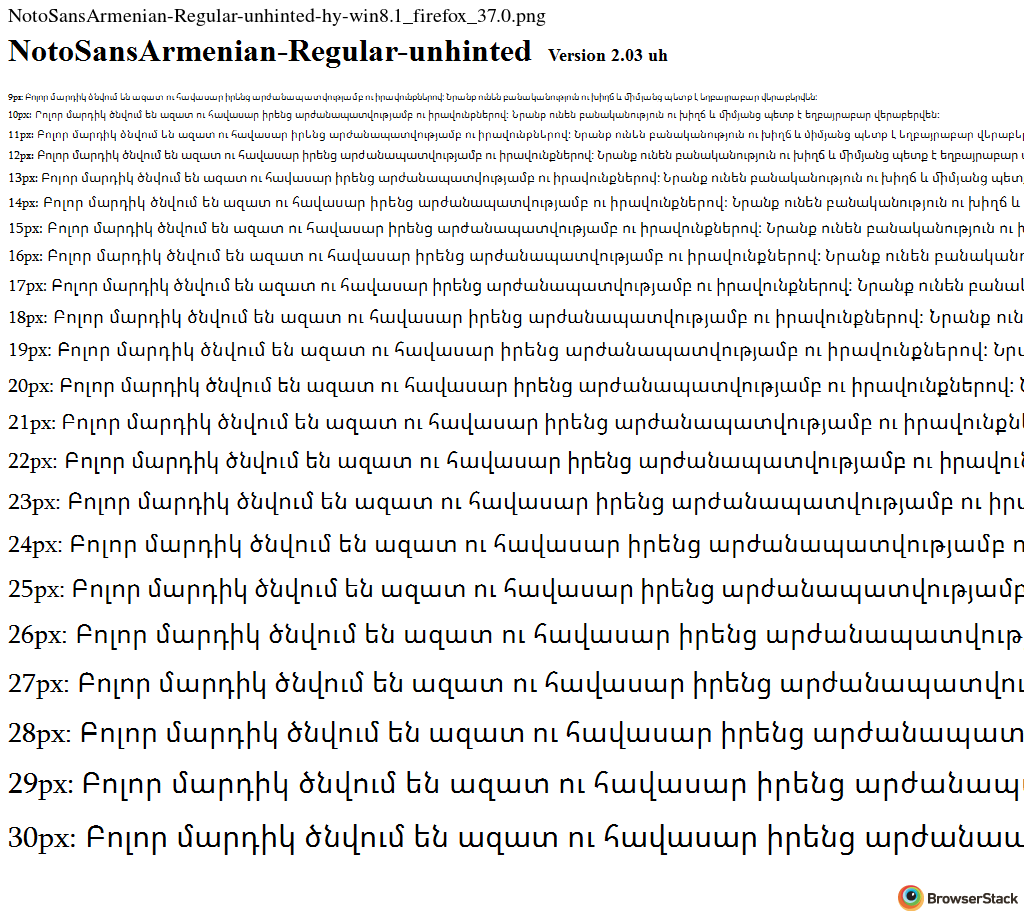 NotoSansArmenian-Regular-unhinted-hy-win8.1_firefox_37.0.png
NotoSansArmenian-Regular-unhinted Version 2.03 uh
9px: Բոլոր մարդիկ ծնվում են ազատ ու հավասար իրենց արժանապատվությամբ ու իրավունքներով: Նրանք ունեն բանականություն ու խիղճ և միմյանց պետք է եղբայրաբար վերաբերվեն:
10px: Բոլոր մարդիկ ծնվում են ազատ ու հավասար իրենց արժանապատվությամբ ու իրավունքներով: Նրանք ունեն բանականություն ու խիղճ և միմյանց պետք է եղբայրաբար վերաբերվեն:
11px: Բոլոր մարդիկ ծնվում են ազատ ու հավասար իրենց արժանապատվությամբ ու իրավունքներով: Նրանք ունեն բանականություն ու խիղճ և միմյանց պետք է եղբայրաբար վերաբեր
12px: Բոլոր մարդիկ ծնվում են ազատ ու հավասար իրենց արժանապատվությամբ ու իրավունքներով: Նրանք ունեն բանականություն ու խիղճ և միմյանց պետք է եղբայրաբար
13px: Բոլոր մարդիկ ծնվում են ազատ ու հավասար իրենց արժանապատվությամբ ու իրավունքներով: Նրանք ունեն բանականություն ու խիղճ և միմյանց պետ
14px: Բոլոր մարդիկ ծնվում են ազատ ու հավասար իրենց արժանապատվությամբ ու իրավունքներով: Նրանք ունեն բանականություն ու խիղճ և
15px: Բոլոր մարդիկ ծնվում են ազատ ու հավասար իրենց արժանապատվությամբ ու իրավունքներով: Նրանք ունեն բանականություն ու
16px: Բոլոր մարդիկ ծնվում են ազատ ու հավասար իրենց արժանապատվությամբ ու իրավունքներով: Նրանք ունեն բանական
17px: Բոլոր մարդիկ ծնվում են ազատ ու հավասար իրենց արժանապատվությամբ ու իրավունքներով: Նրանք ունեն բանակ
18px: Բոլոր մարդիկ ծնվում են ազատ ու հավասար իրենց արժանապատվությամբ ու իրավունքներով: Նրանք ուն
19px: Բոլոր մարդիկ ծնվում են ազատ ու հավասար իրենց արժանապատվությամբ ու իրավունքներով: Նրա
20px: Բոլոր մարդիկ ծնվում են ազատ ու հավասար իրենց արժանապատվությամբ ու իրավունքներով:
21px: Բոլոր մարդիկ ծնվում են ազատ ու հավասար իրենց արժանապատվությամբ ու իրավունքն
22px: Բոլոր մարդիկ ծնվում են ազատ ու հավասար իրենց արժանապատվությամբ ու իրավուն
23px: Բոլոր մարդիկ ծնվում են ազատ ու հավասար իրենց արժանապատվությամբ ու իրա
24px: Բոլոր մարդիկ ծնվում են ազատ ու հավասար իրենց արժանապատվությամբ ո
25px: Բոլոր մարդիկ ծնվում են ազատ ու հավասար իրենց արժանապատվությամբ
26px: Բոլոր մարդիկ ծնվում են ազատ ու հավասար իրենց արժանապատվութ
27px: Բոլոր մարդիկ ծնվում են ազատ ու հավասար իրենց արժանապատվու
28px: Բոլոր մարդիկ ծնվում են ազատ ու հավասար իրենց արժանապատ
29px: Բոլոր մարդիկ ծնվում են ազատ ու հավասար իրենց արժանապ
30px: Բոլոր մարդիկ ծնվում են ազատ ու հավասար իրենց արժանապ
BrowserStack